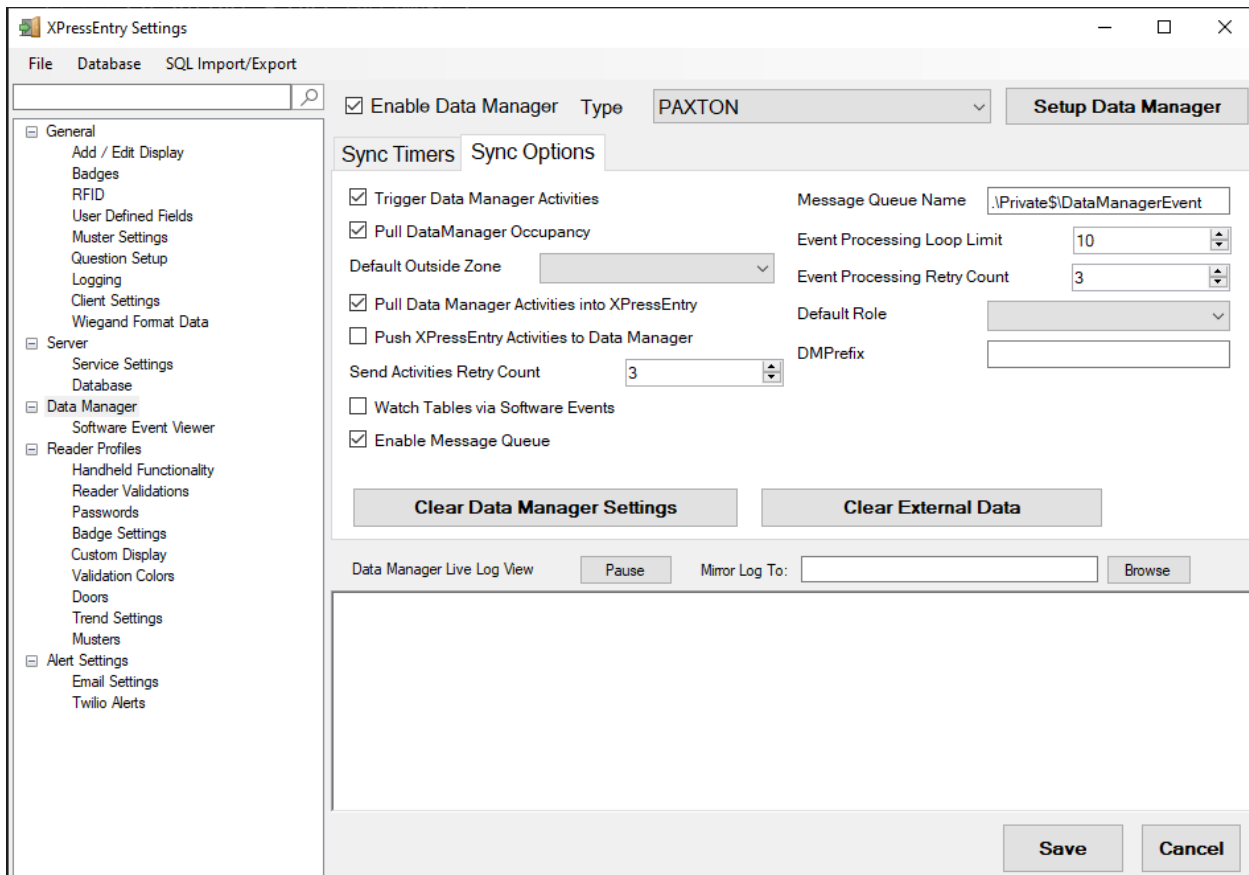 XPressEntry Settings
File Database SQL Import/Export
Enable Data Manager Type PAXTON Setup Data Manager
General
Add / Edit Display
Badges
RFID
User Defined Fields
Muster Settings
Question Setup
Logging
Client Settings
Wiegand Format Data
Server
Service Settings
Database
Data Manager
Software Event Viewer
Reader Profiles
Handheld Functionality
Reader Validations
Passwords
Badge Settings
Custom Display
Validation Colors
Doors
Trend Settings
Musters
Alert Settings
Email Settings
Twilio Alerts
Sync Timers Sync Options
Trigger Data Manager Activities
Pull DataManager Occupancy
Default Outside Zone
Pull Data Manager Activities into XPressEntry
Push XPressEntry Activities to Data Manager
Send Activities Retry Count 3
Watch Tables via Software Events
Enable Message Queue
Message Queue Name .\Private$\DataManagerEvent
Event Processing Loop Limit 10
Event Processing Retry Count 3
Default Role
DMPrefix
Clear Data Manager Settings Clear External Data
Data Manager Live Log View Pause Mirror Log To: Browse
Save Cancel